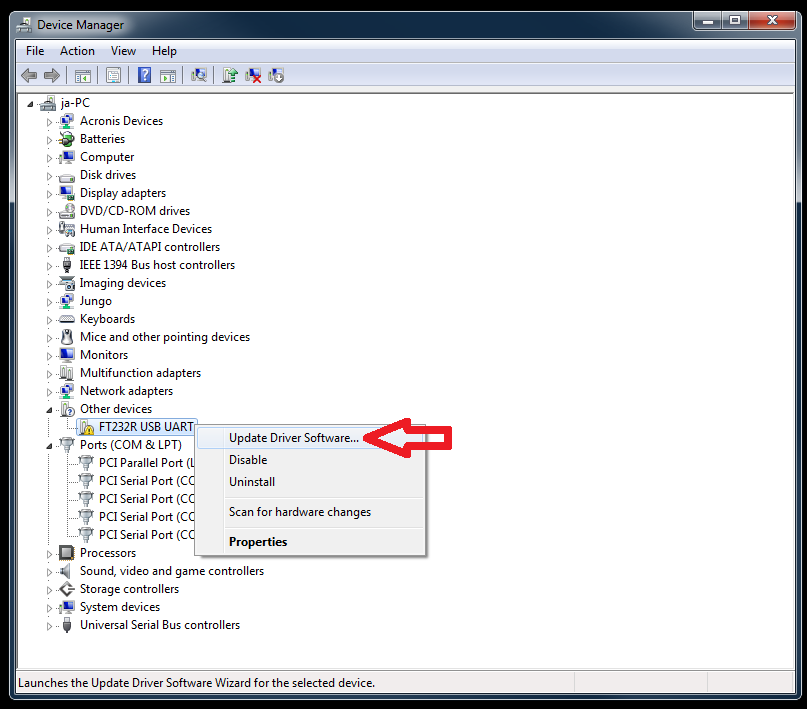 Device Manager
File Action View Help
ja-PC
Acronis Devices
Batteries
Computer
Disk drives
Display adapters
DVD/CD-ROM drives
Human Interface Devices
IDE ATA/ATAPI controllers
IEEE 1394 Bus host controllers
Imaging devices
Jungo
Keyboards
Mice and other pointing devices
Monitors
Multifunction adapters
Network adapters
Other devices
FT232R USB UART
Update Driver Software...
Disable
Uninstall
Scan for hardware changes
Properties
Ports (COM & LPT)
PCI Parallel Port (L
PCI Serial Port (CO
PCI Serial Port (CO
PCI Serial Port (CO
PCI Serial Port (CO
Processors
Sound, video and game controllers
Storage controllers
System devices
Universal Serial Bus controllers
Launches the Update Driver Software Wizard for the selected device.